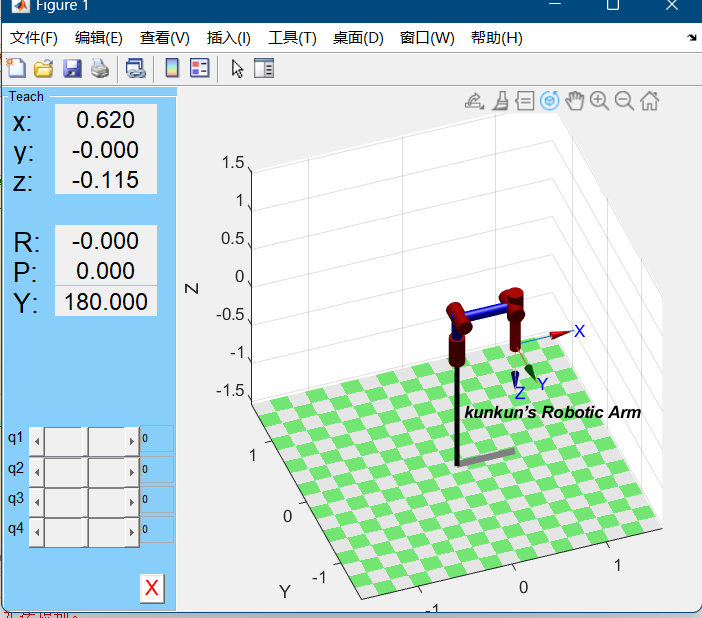 Figure 1
文件(F) 编辑(E) 查看(V) 插入(I) 工具(T) 桌面(D) 窗口(W) 帮助(H)
Teach
x: 0.620
y: -0.000
z: -0.115
R: -0.000
P: 0.000
Y: 180.000
q1 0
q2 0
q3 0
q4 0
X
1.5
1
0.5
0
-0.5
-1
-1.5
Z
1
0
-1
Y
-1
0
1
X
Y
Z
kunkun's Robotic Arm